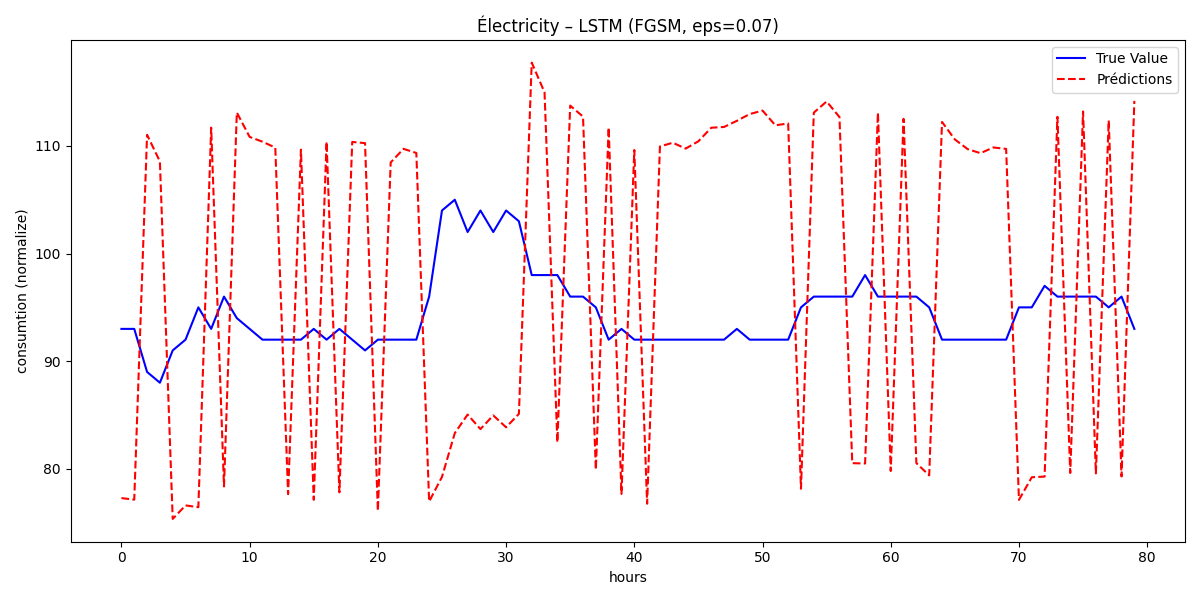 Électricity – LSTM (FGSM, eps=0.07)
True Value
Prédictions
consumtion (normalize)
110
100
90
80
0 10 20 30 40 50 60 70 80
hours